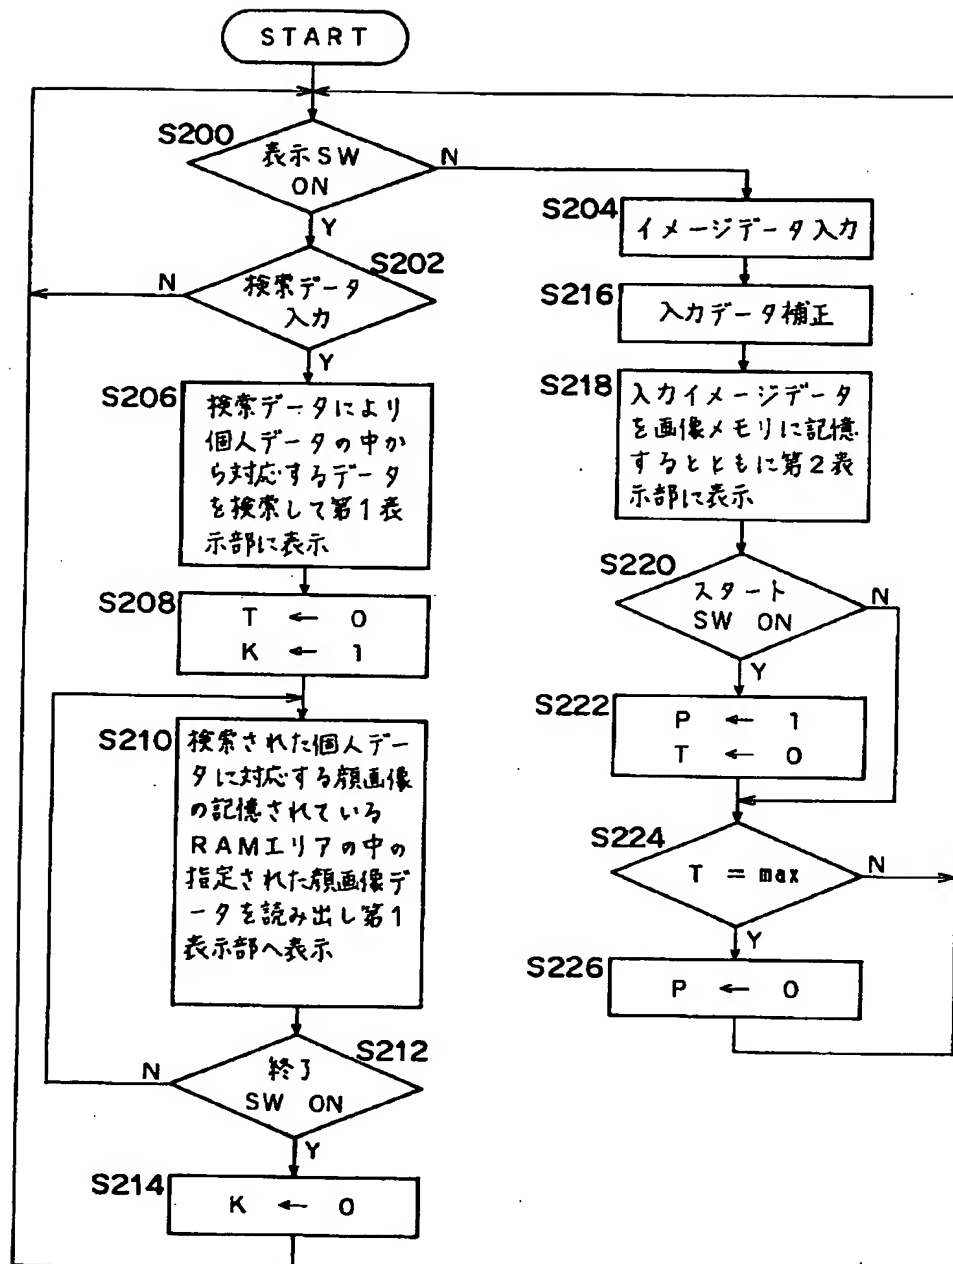 START
S200
表示SW
ON
N
Y
S202
検索データ
入力
N
Y
S206
検索データにより
個人データの中か
ら対応するデータ
を検索して第1表
示部に表示
S208
T ← 0
K ← 1
S210
検索された個人デー
タに対応する顔画像
の記憶されている
RAMエリアの中の
指定された顔画像デ
ータを読み出し第1
表示部へ表示
S212
終了
SW ON
N
Y
S214
K ← 0
S204
イメージデータ入力
S216
入力データ補正
S218
入力イメージデータ
を画像メモリに記憶
するとともに第2表
示部に表示
S220
スタート
SW ON
N
Y
S222
P ← 1
T ← 0
S224
T = max
N
Y
S226
P ← 0